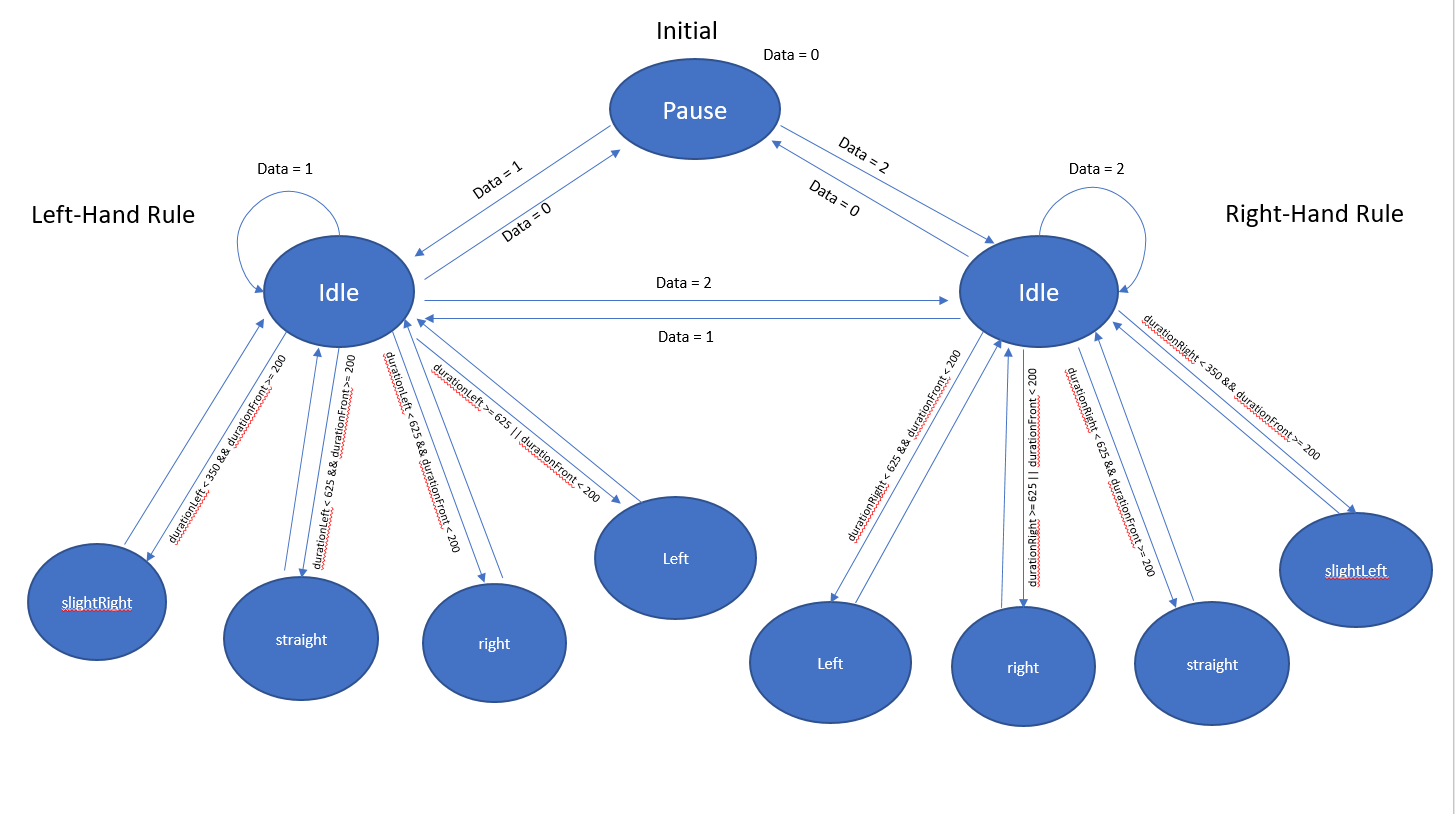 Initial
Data = 0
Pause
Data = 1
Data = 0
Data = 2
Data = 0
Data = 1
Data = 2
Left-Hand Rule
Right-Hand Rule
Idle
Data = 2
Data = 1
Idle
durationLeft < 350 && durationFront >= 200
durationLeft < 625 && durationFront >= 200
durationLeft < 625 && durationFront < 200
durationLeft >= 625 || durationFront < 200
durationRight < 625 && durationFront < 200
durationRight >= 625 || durationFront < 200
durationRight < 625 && durationFront >= 200
durationRight < 350 && durationFront >= 200
slightRight
straight
right
Left
Left
right
straight
slightLeft